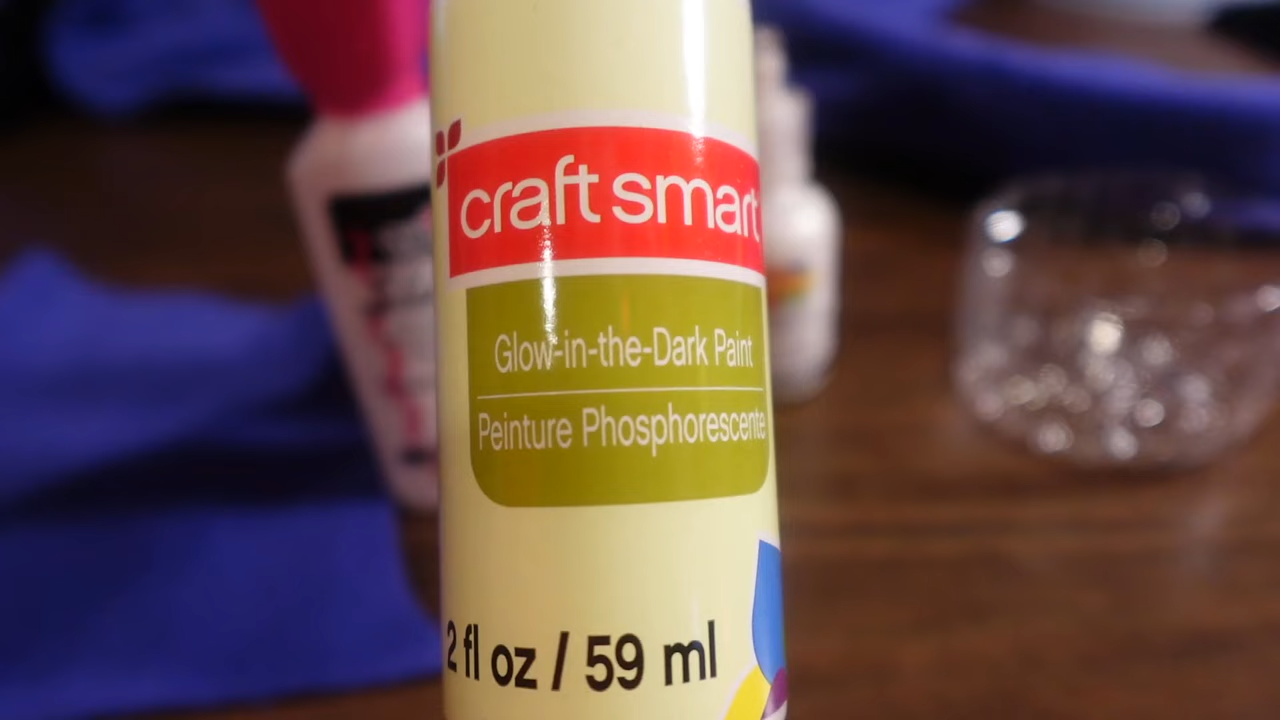 craft smart
Glow-in-the-Dark Paint
Peinture Phosphorescente
2 fl oz / 59 ml